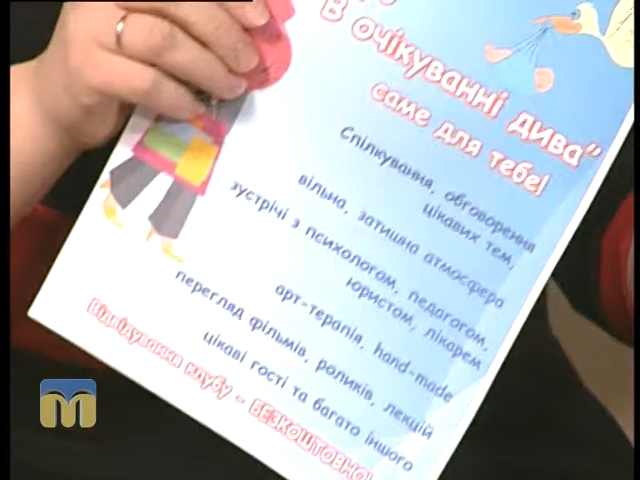 В очікуванні дива"
саме для тебе!
Спілкування, обговорення
цікавих тем,
вільна, затишна атмосфера
зустрічі з психологом, педагогом,
юристом, лікарем
арт-терапія, hand-made
перегляд фільмів, роликів, лекцій
цікаві гості та багато іншого
Відвідування клубу - БЕЗКОШТОВНО!
М